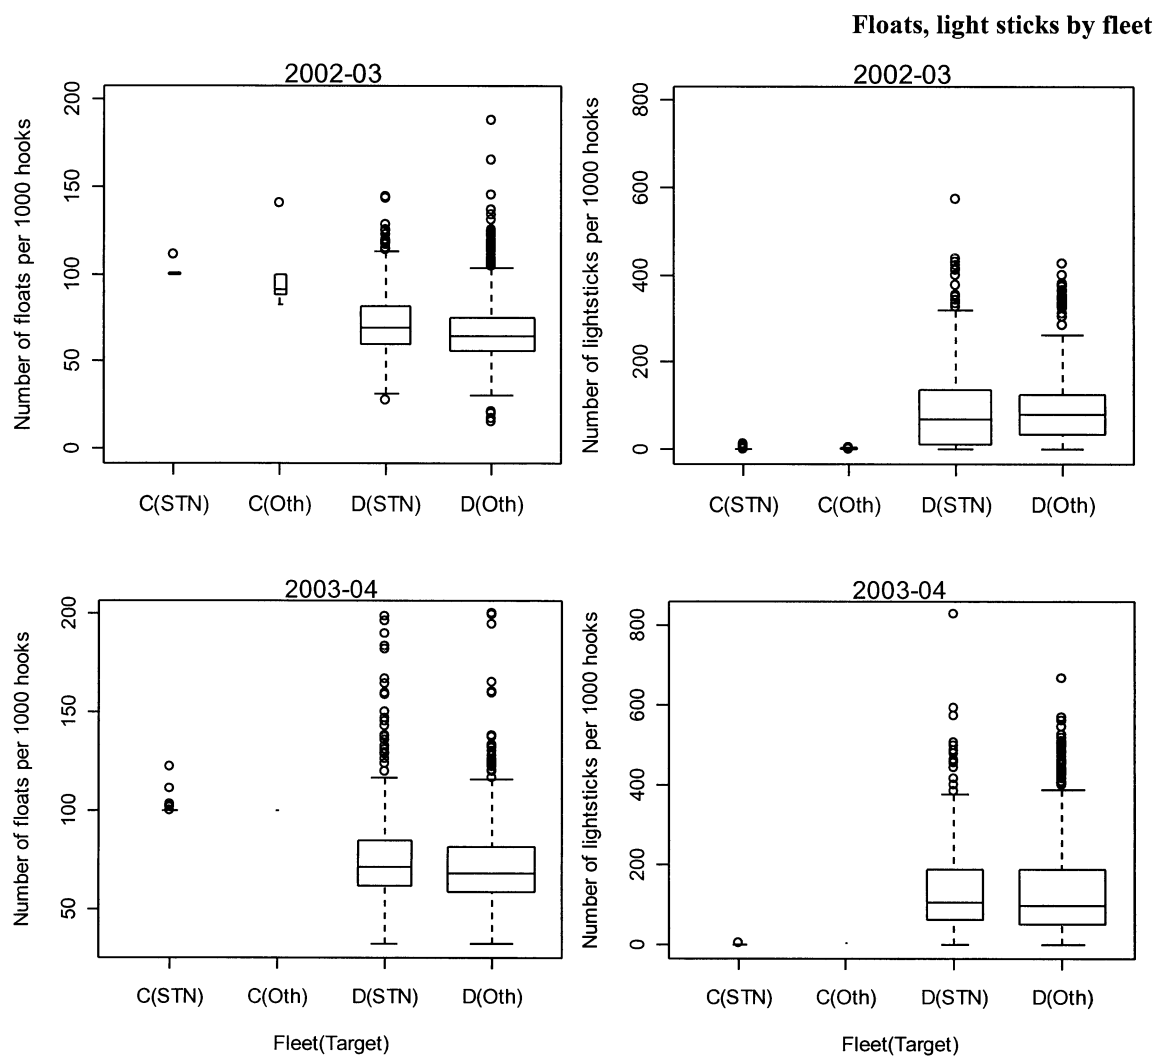 Floats, light sticks by fleet
2002-03
Number of floats per 1000 hooks
200
150
100
50
0
C(STN) C(Oth) D(STN) D(Oth)
2002-03
Number of lightsticks per 1000 hooks
800
600
400
200
0
C(STN) C(Oth) D(STN) D(Oth)
2003-04
Number of floats per 1000 hooks
200
150
100
50
C(STN) C(Oth) D(STN) D(Oth)
Fleet(Target)
2003-04
Number of lightsticks per 1000 hooks
800
600
400
200
0
C(STN) C(Oth) D(STN) D(Oth)
Fleet(Target)